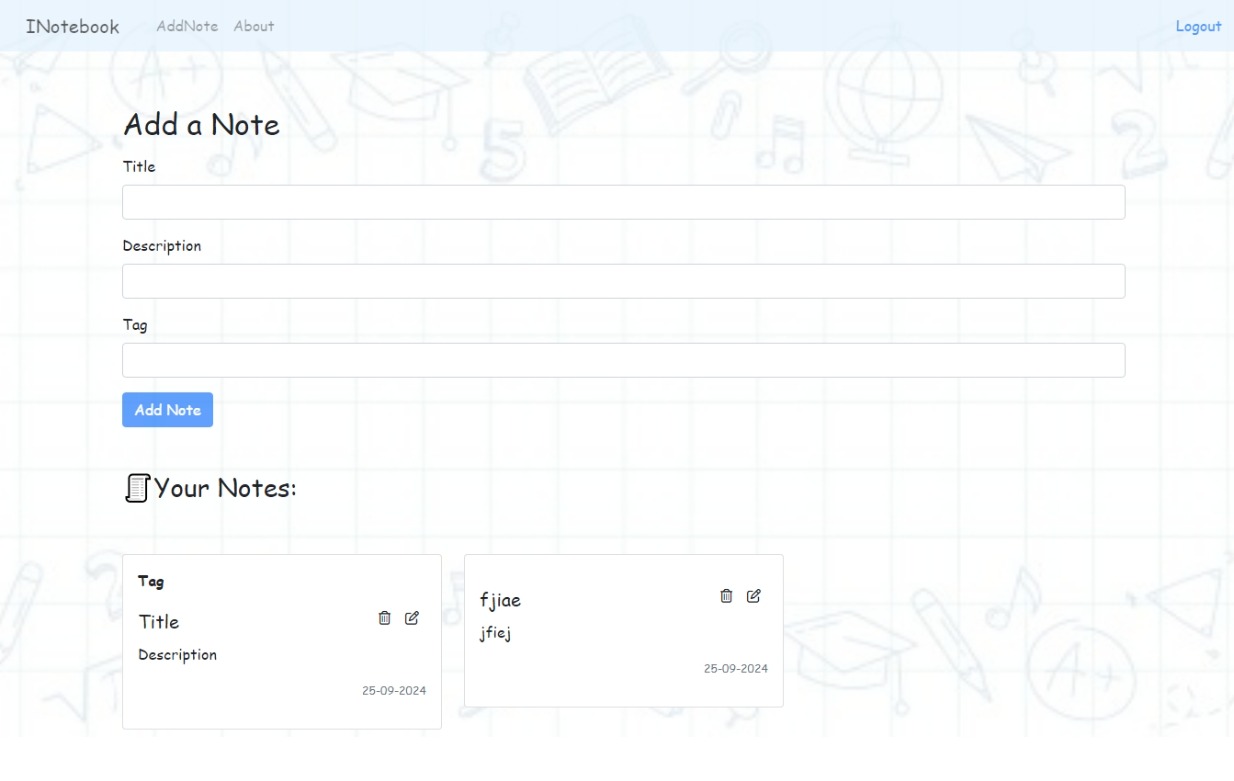 INotebook AddNote About Logout
Add a Note
Title
Description
Tag
Add Note
Your Notes:
Tag
Title
Description
25-09-2024
fjiae
jfiej
25-09-2024